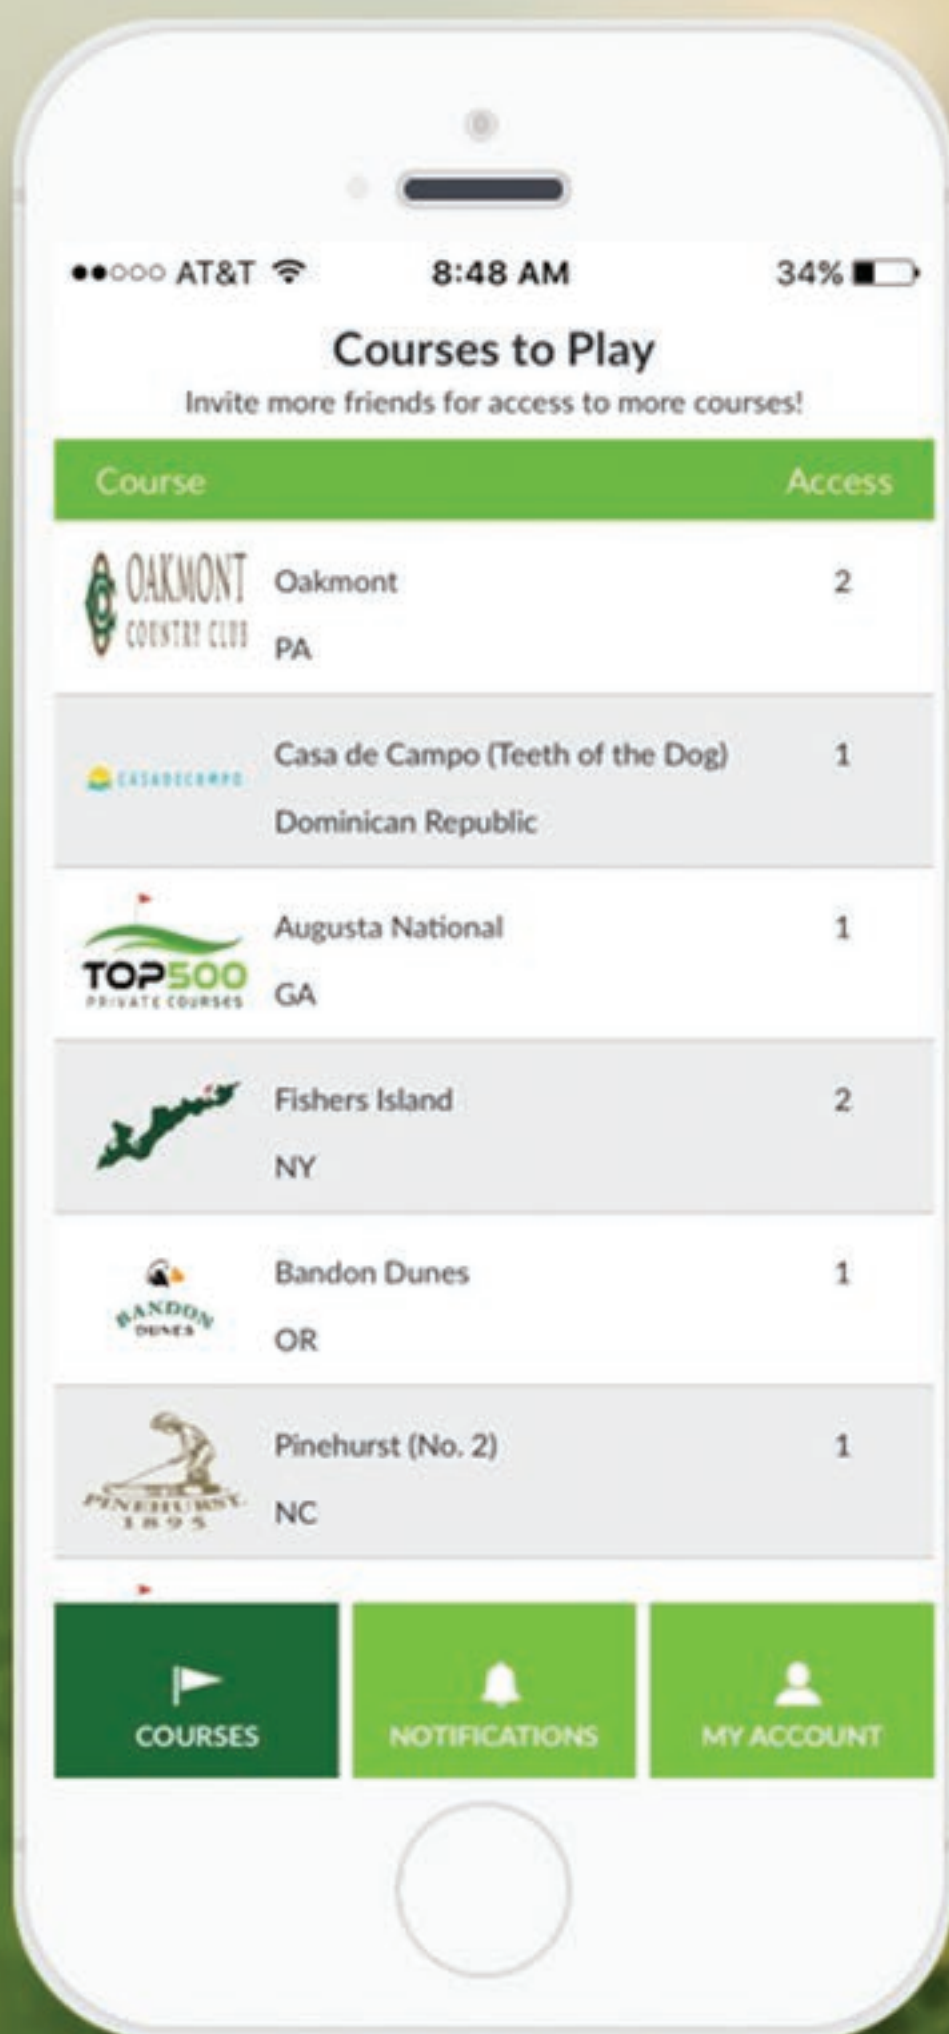 AT&T 8:48 AM 34%
Courses to Play
Invite more friends for access to more courses!
Course Access
OAKMONT
COUNTRY CLUB
Oakmont 2
PA
CASADECAMPO
Casa de Campo (Teeth of the Dog) 1
Dominican Republic
TOP500
PRIVATE COURSES
Augusta National 1
GA
Fishers Island 2
NY
BANDON
DUNES
Bandon Dunes 1
OR
PINEHURST
1895
Pinehurst (No. 2) 1
NC
COURSES NOTIFICATIONS MY ACCOUNT